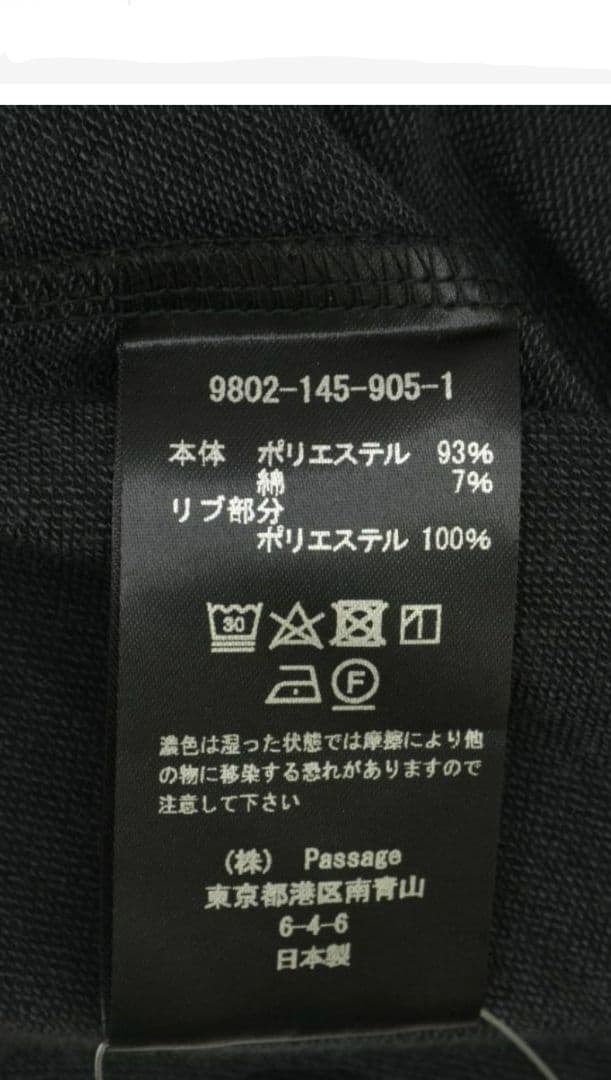 9802-145-905-1
本体 ポリエステル 93%
綿 7%
リブ部分
ポリエステル 100%
30
F
濃色は湿った状態では摩擦により他
の物に移染する恐れがありますので
注意して下さい
(株) Passage
東京都港区南青山
6-4-6
日本製